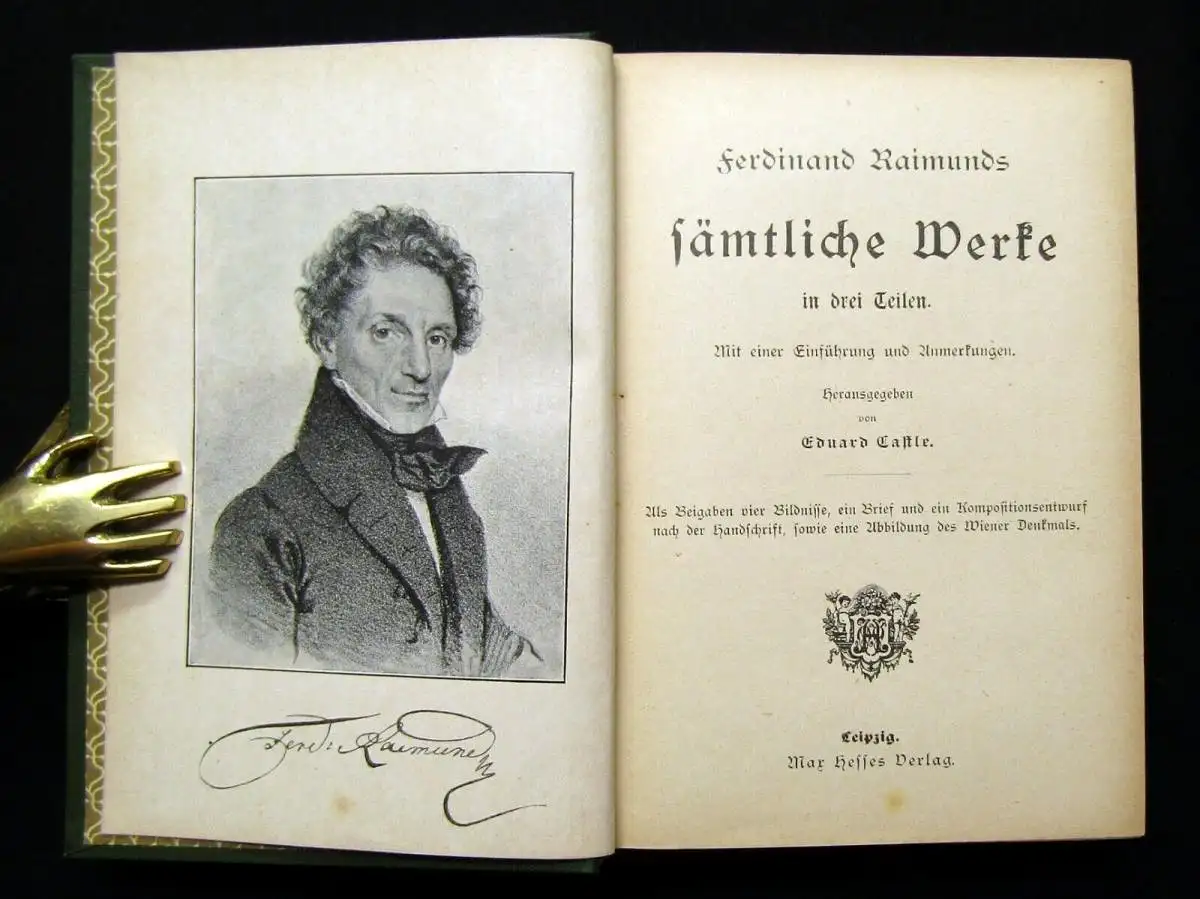 Ferd: Raimund
Ferdinand Raimunds
sämtliche Werke
in drei Teilen.
Mit einer Einführung und Anmerkungen.
Herausgegeben
von
Eduard Castle.
Als Beigaben vier Bildnisse, ein Brief und ein Kompositionsentwurf
nach der Handschrift, sowie eine Abbildung des Wiener Denkmals.
Leipzig.
Max Hesses Verlag.